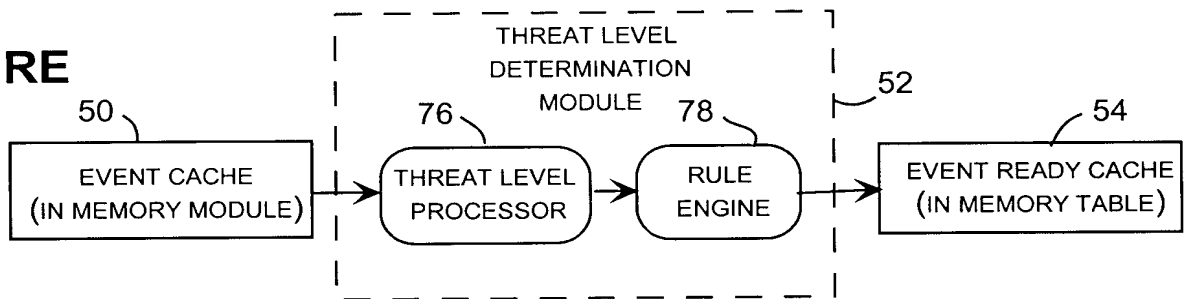 THREAT LEVEL
DETERMINATION
MODULE
RE
50
76
78
52
54
EVENT CACHE
(IN MEMORY MODULE)
THREAT LEVEL
PROCESSOR
RULE
ENGINE
EVENT READY CACHE
(IN MEMORY TABLE)